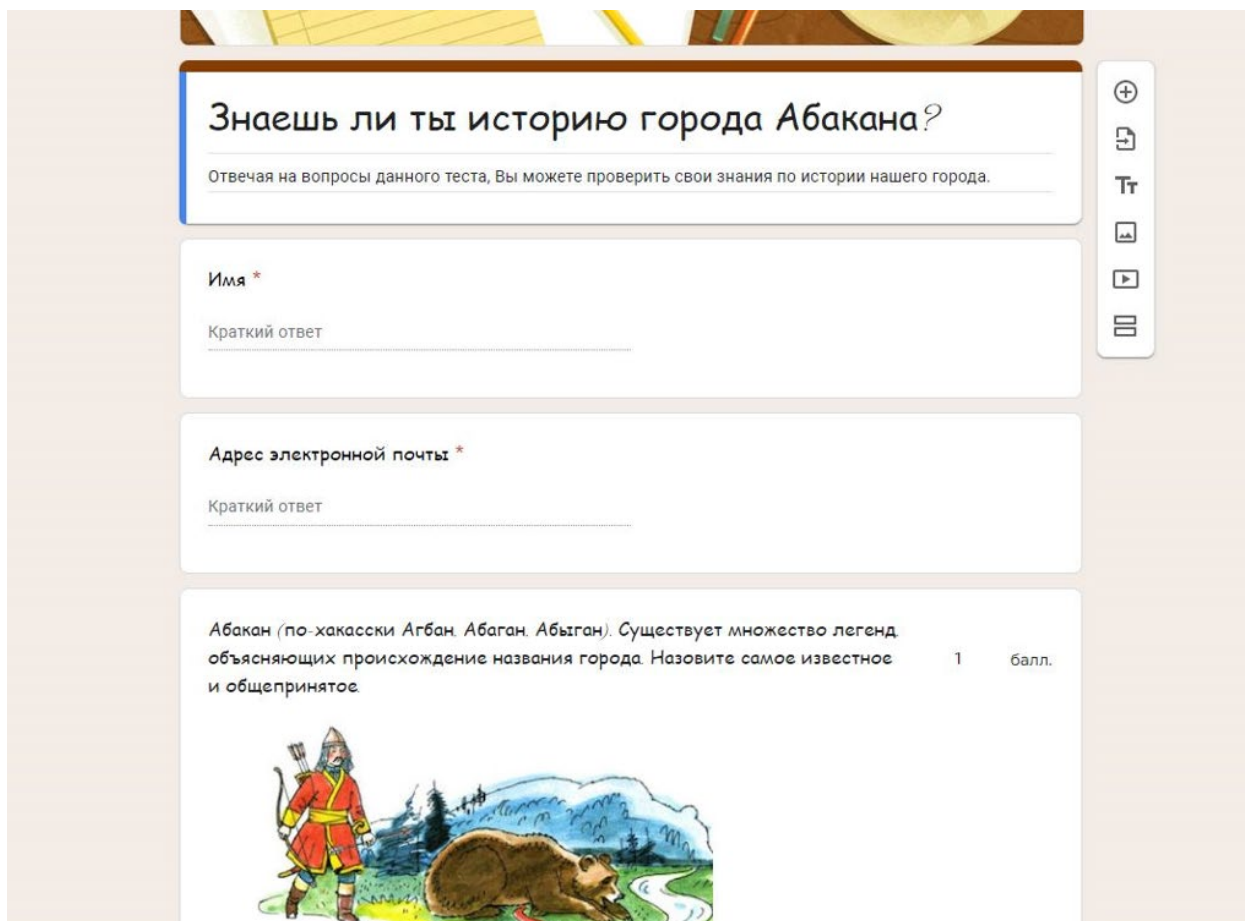 Знаешь ли ты историю города Абакана?
Отвечая на вопросы данного теста, Вы можете проверить свои знания по истории нашего города.
Имя *
Краткий ответ
Адрес электронной почты *
Краткий ответ
Абакан (по-хакасски Агбан, Абаган, Абыган). Существует множество легенд,
объясняющих происхождение названия города. Назовите самое известное
и общепринятое.
1 балл.
Тт